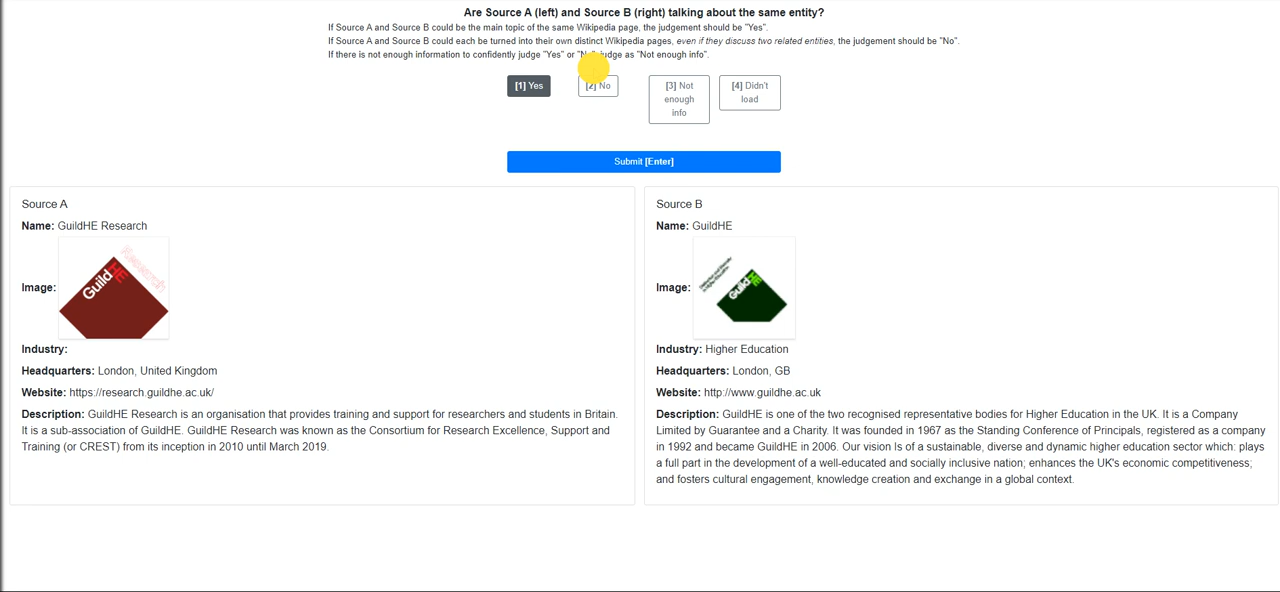 Are Source A (left) and Source B (right) talking about the same entity?
If Source A and Source B could be the main topic of the same Wikipedia page, the judgement should be "Yes".
If Source A and Source B could each be turned into their own distinct Wikipedia pages, even if they discuss two related entities, the judgement should be "No".
If there is not enough information to confidently judge "Yes" or "No" judge as "Not enough info".
[1] Yes
[2] No
[3] Not enough info
[4] Didn't load
Submit [Enter]
Source A
Name: GuildHE Research
Image:
GuildHE
Industry:
Headquarters: London, United Kingdom
Website: https://research.guildhe.ac.uk/
Description: GuildHE Research is an organisation that provides training and support for researchers and students in Britain.
It is a sub-association of GuildHE. GuildHE Research was known as the Consortium for Research Excellence, Support and
Training (or CREST) from its inception in 2010 until March 2019.
Source B
Name: GuildHE
Image:
GuildHE
Industry: Higher Education
Headquarters: London, GB
Website: http://www.guildhe.ac.uk
Description: GuildHE is one of the two recognised representative bodies for Higher Education in the UK. It is a Company
Limited by Guarantee and a Charity. It was founded in 1967 as the Standing Conference of Principals, registered as a company
in 1992 and became GuildHE in 2006. Our vision Is of a sustainable, diverse and dynamic higher education sector which: plays
a full part in the development of a well-educated and socially inclusive nation; enhances the UK's economic competitiveness;
and fosters cultural engagement, knowledge creation and exchange in a global context.